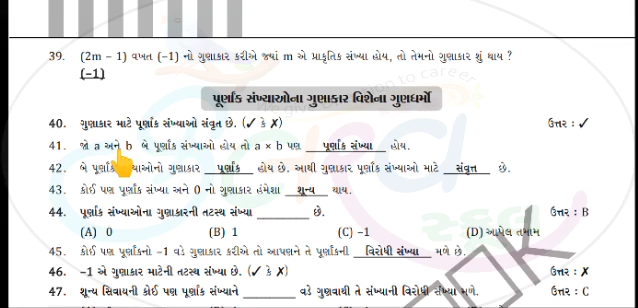 39. (2m – 1) વખત (–1) નો ગુણાકાર કરીએ જ્યાં m એ પ્રાકૃતિક સંખ્યા હોય, તો તેમનો ગુણાકાર શું થાય ?
(–1)
પૂર્ણાંક સંખ્યાઓના ગુણાકાર વિશેના ગુણધર્મો
40. ગુણાકાર માટે પૂર્ણાંક સંખ્યાઓ સંવૃત છે. (✓ કે ✗) ઉત્તર : ✓
41. જો a અને b બે પૂર્ણાંક સંખ્યાઓ હોય તો a × b પણ પૂર્ણાંક સંખ્યા હોય.
42. બે ગુણાકાર પૂર્ણાંક હોય છે. આથી ગુણાકાર પૂર્ણાંક સંખ્યાઓ માટે સંવૃત્ત છે.
43. કોઈ પણ પૂર્ણાંક સંખ્યા અને 0 નો ગુણાકાર હંમેશા શૂન્ય થાય.
44. પૂર્ણાંક સંખ્યાઓના ગુણાકારની તટસ્થ સંખ્યા ________ છે. ઉત્તર : B
(A) 0 (B) 1 (C) –1 (D) આપેલ તમામ
45. કોઈ પણ પૂર્ણાંકનો –1 વડે ગુણાકાર કરીએ તો આપણને તે પૂર્ણાંકની વિરોધી સંખ્યા મળે છે.
46. –1 એ ગુણાકાર માટેની તટસ્થ સંખ્યા છે. (✓ કે ✗) ઉત્તર : ✗
47. શૂન્ય સિવાયની કોઈ પણ પૂર્ણાંક સંખ્યાને ________ વડે ગુણવાથી તે સંખ્યાની વિરોધી સંખ્યા મળે. ઉત્તર : C